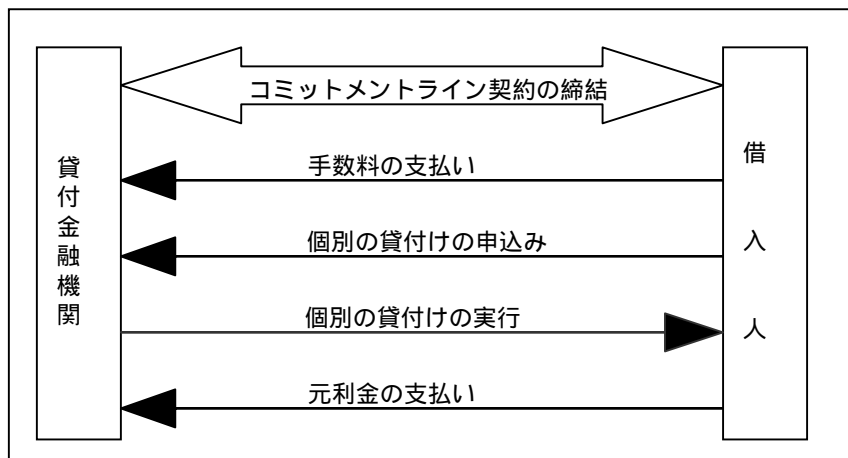 コミットメントライン契約の締結
貸付金融機関
手数料の支払い
個別の貸付けの申込み
個別の貸付けの実行
元利金の支払い
借入人